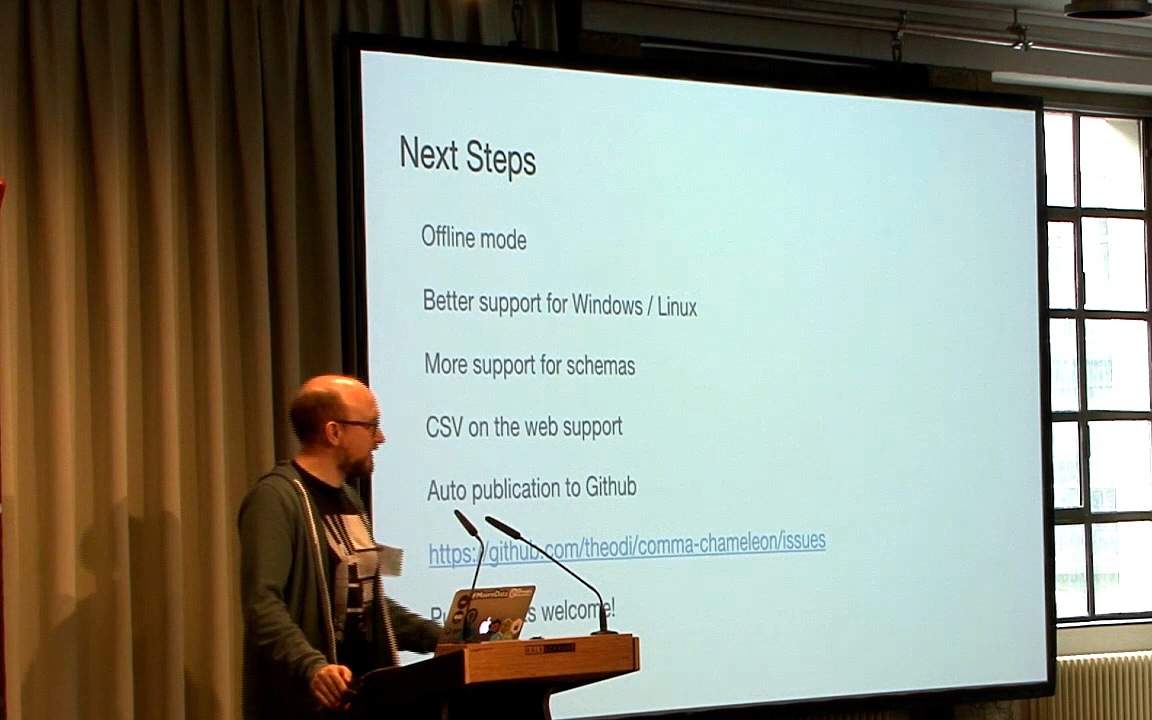 Next Steps
Offline mode
Better support for Windows / Linux
More support for schemas
CSV on the web support
Auto publication to Github
https://github.com/theodi/comma-chameleon/issues
welcome!
#MooreData